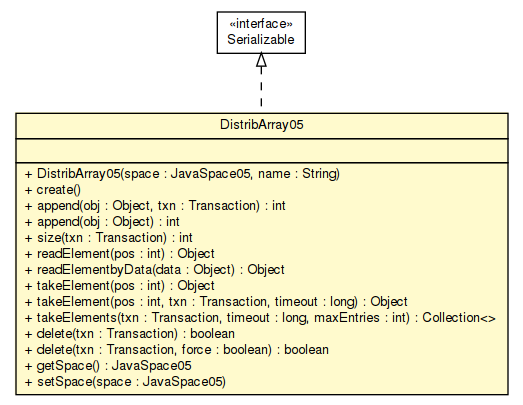 «interface»
Serializable
DistribArray05
+ DistribArray05(space : JavaSpace05, name : String)
+ create()
+ append(obj : Object, txn : Transaction) : int
+ append(obj : Object) : int
+ size(txn : Transaction) : int
+ readElement(pos : int) : Object
+ readElementbyData(data : Object) : Object
+ takeElement(pos : int) : Object
+ takeElement(pos : int, txn : Transaction, timeout : long) : Object
+ takeElements(txn : Transaction, timeout : long, maxEntries : int) : Collection<>
+ delete(txn : Transaction) : boolean
+ delete(txn : Transaction, force : boolean) : boolean
+ getSpace() : JavaSpace05
+ setSpace(space : JavaSpace05)